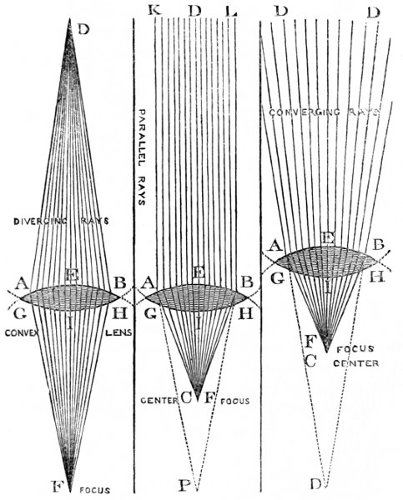 D
DIVERGING RAYS
A E B
G I H
CONVEX LENS
F FOCUS
K D L
PARALLEL RAYS
A E B
G I H
CENTER C F FOCUS
P
D D
CONVERGING RAYS
E
A B
G I H
F FOCUS
C CENTER
D